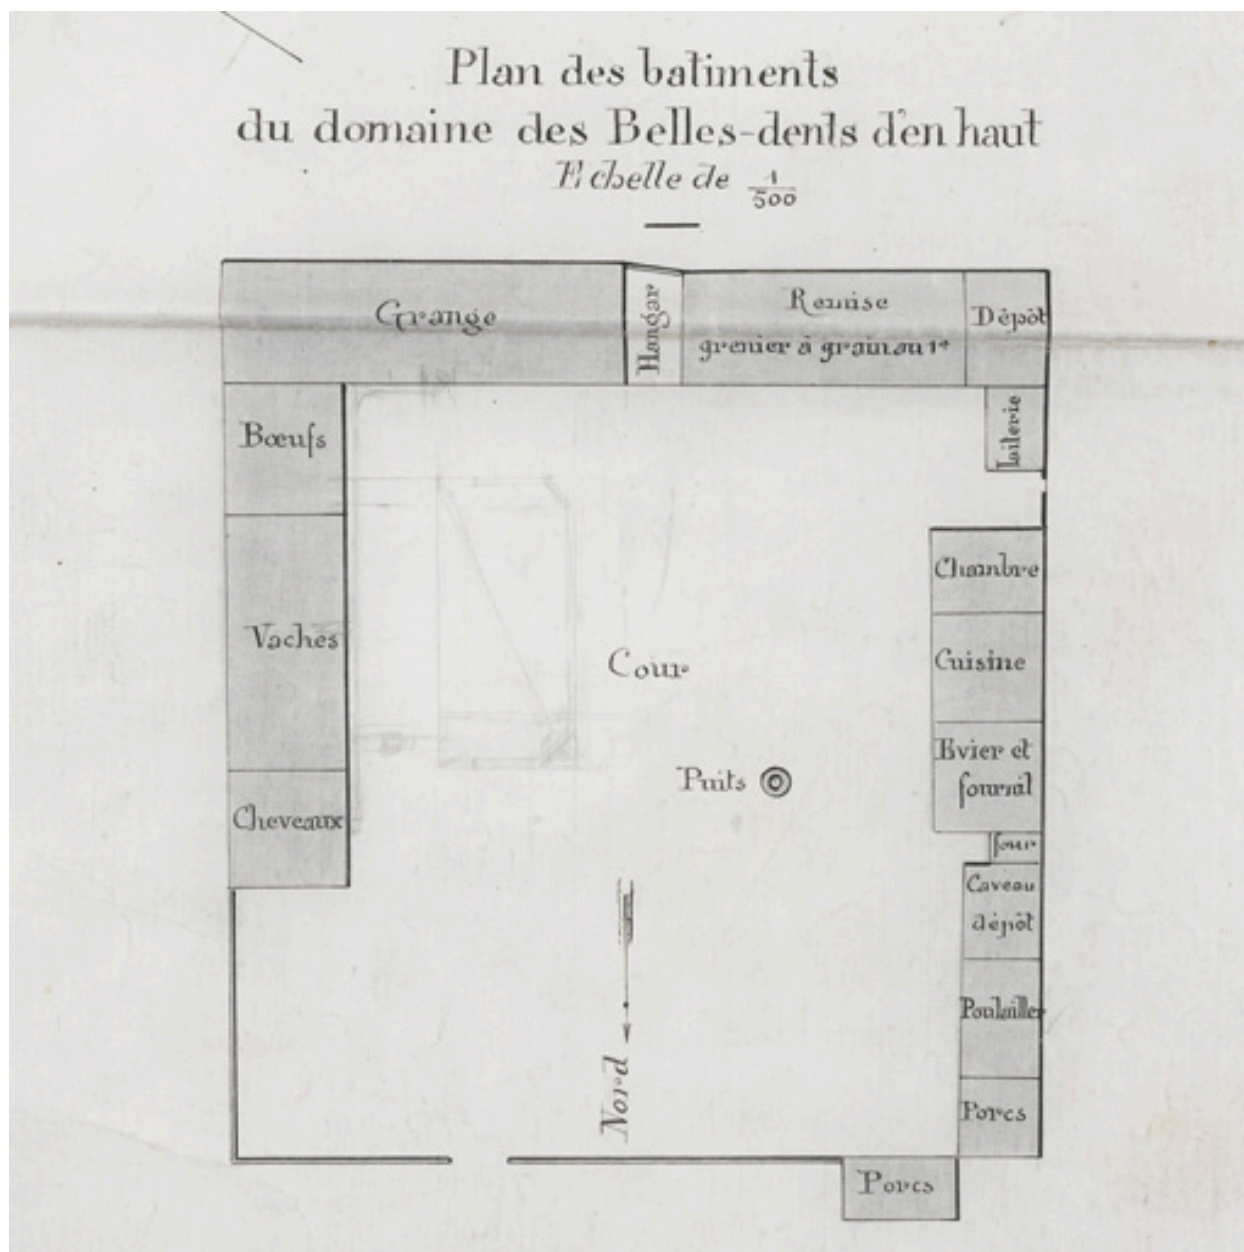 Plan des batiments
du domaine des Belles-dents d'en haut
Echelle de 1/500
Grange
Hangar
Remise
grenier à grain au 1er
Dépôt
Laiterie
Bœufs
Vaches
Cheveaux
Cour
Puits
Chambre
Cuisine
Evier et
fournil
four
Caveau
dépôt
Poulailler
Porcs
Nord
Porcs